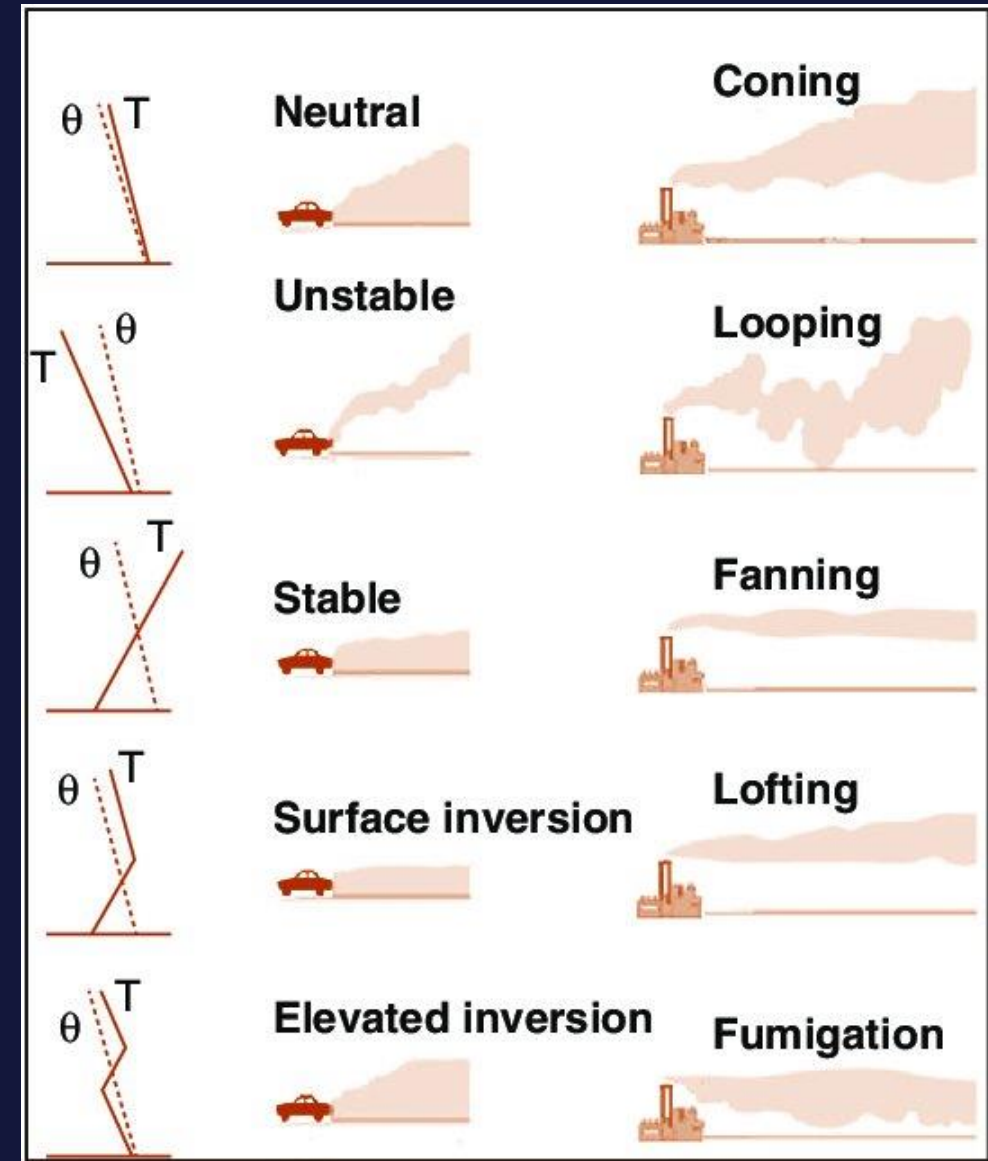 θ T Neutral Coning
T θ Unstable Looping
θ T Stable Fanning
θ T Surface inversion Lofting
θ T Elevated inversion Fumigation